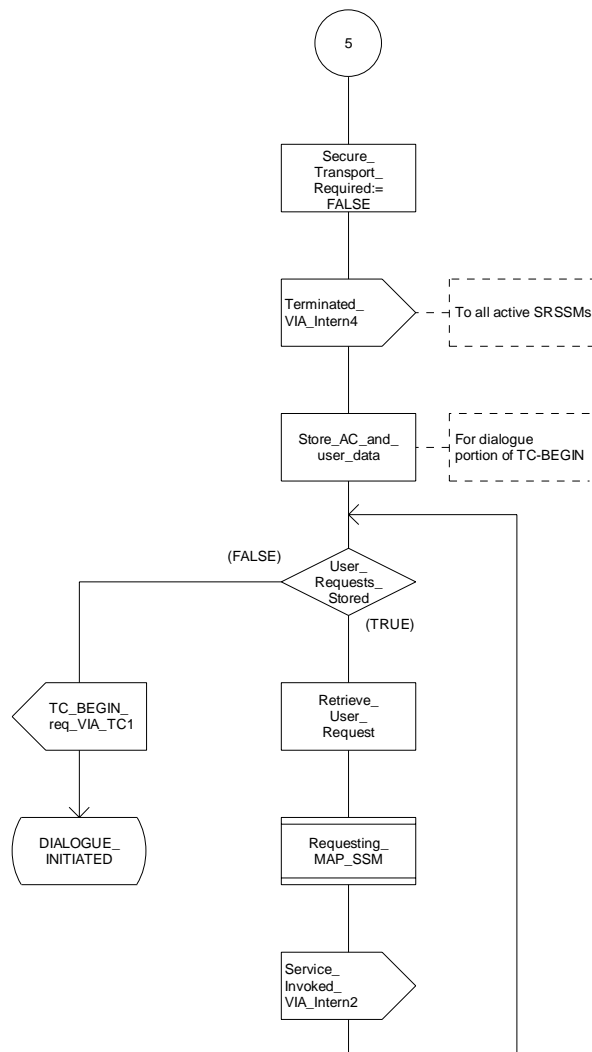 5
Secure_
Transport_
Required:=
FALSE
Terminated_
VIA_Intern4
To all active SRSSMs
Store_AC_and_
user_data
For dialogue
portion of TC-BEGIN
(FALSE)
User_
Requests_
Stored
(TRUE)
TC_BEGIN_
req_VIA_TC1
Retrieve_
User_
Request
DIALOGUE_
INITIATED
Requesting_
MAP_SSM
Service_
Invoked_
VIA_Intern2